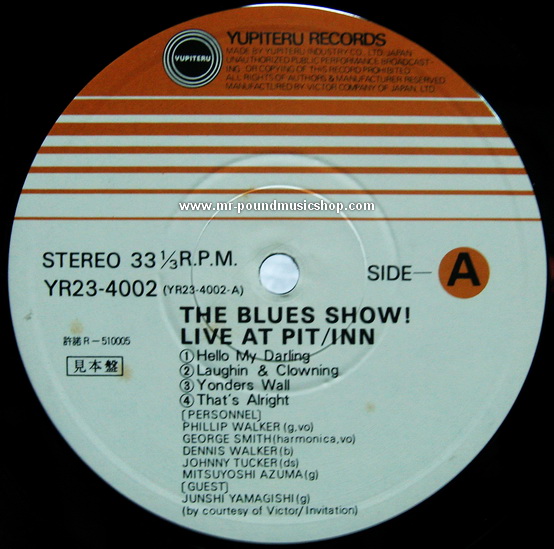 YUPITERU
YUPITERU RECORDS
MADE BY YUPITERU INDUSTRY CO., LTD. JAPAN
UNAUTHORIZED PUBLIC PERFORMANCE BROADCAST-
ING OR COPYING OF THIS RECORD PROHIBITED
ALL RIGHTS OF AUTHORS & MANUFACTURER RESERVED
MANUFACTURED BY VICTOR COMPANY OF JAPAN, LTD.
www.mr-poundmusicshop.com
STEREO 33 1/3 R.P.M.
SIDE— A
YR23-4002 (YR23-4002-A)
THE BLUES SHOW!
LIVE AT PIT/INN
許諾 R-510005
① Hello My Darling
見本盤
② Laughin & Clowning
③ Yonders Wall
④ That's Alright
[PERSONNEL]
PHILLIP WALKER (g,vo)
GEORGE SMITH (harmonica,vo)
DENNIS WALKER (b)
JOHNNY TUCKER (ds)
MITSUYOSHI AZUMA (g)
[GUEST]
JUNSHI YAMAGISHI (g)
(by courtesy of Victor/Invitation)